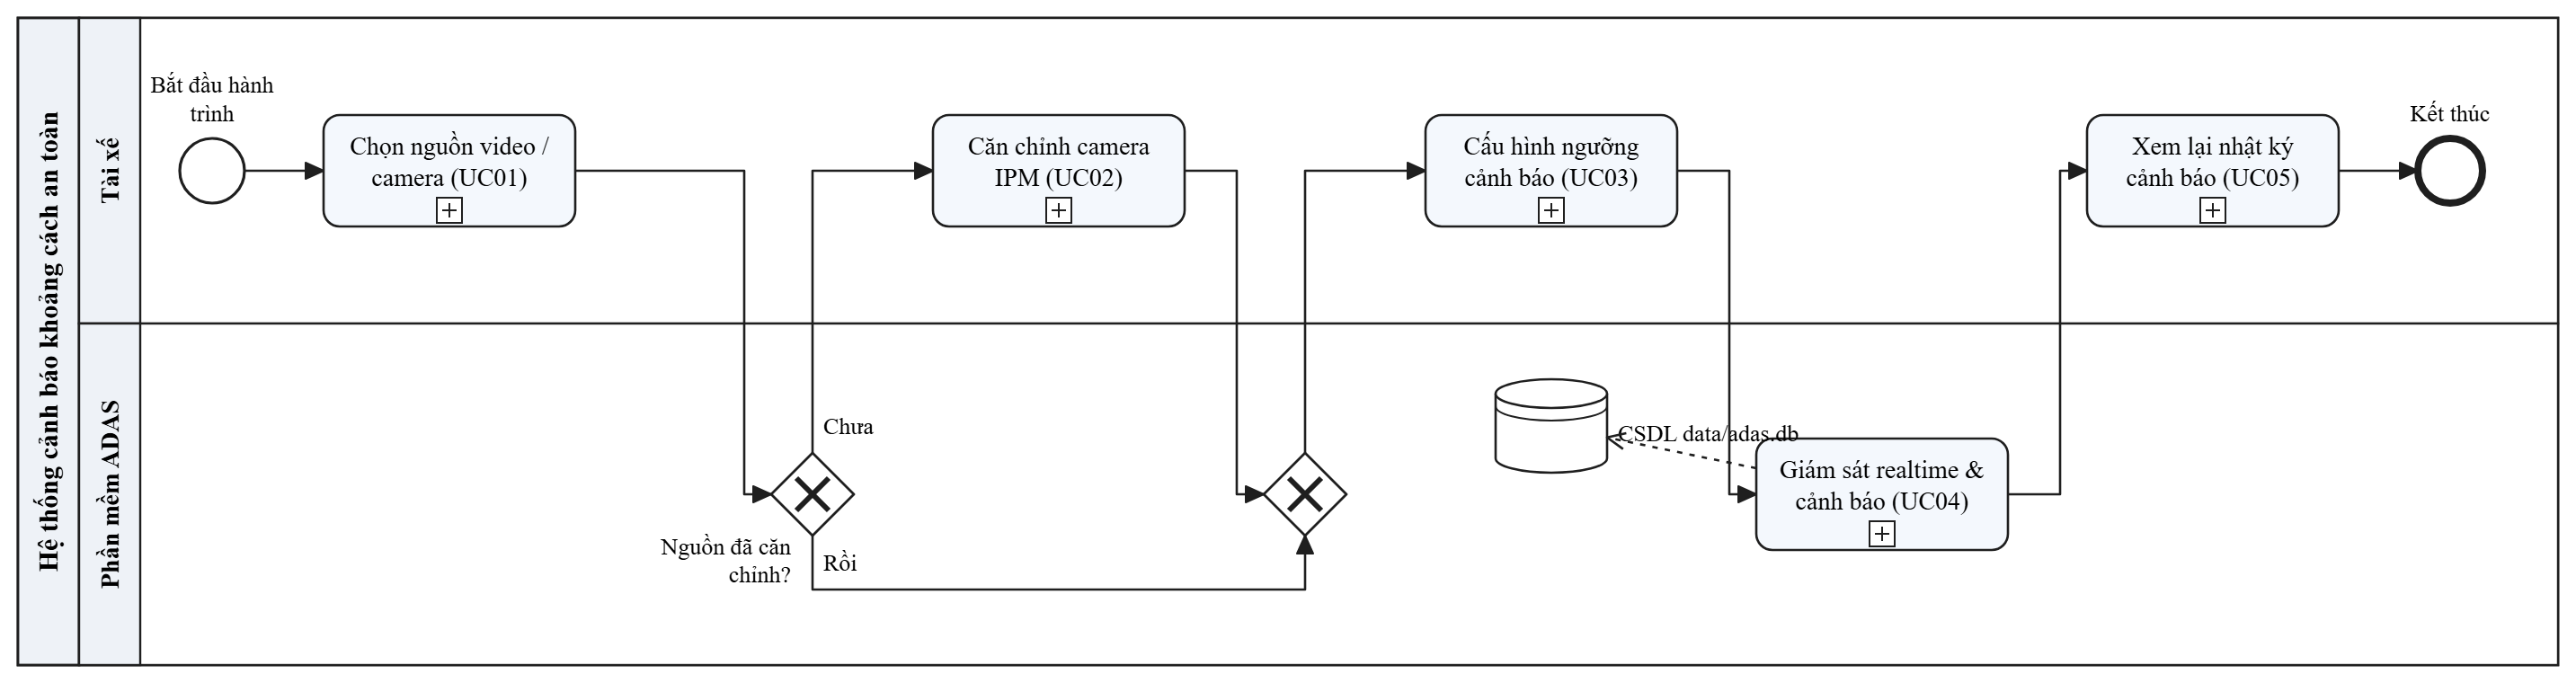 Hệ thống cảnh báo khoảng cách an toàn
Tài xế
Bắt đầu hành
trình
Chọn nguồn video /
camera (UC01)
Căn chỉnh camera
IPM (UC02)
Cấu hình ngưỡng
cảnh báo (UC03)
Xem lại nhật ký
cảnh báo (UC05)
Kết thúc
Phần mềm ADAS
Chưa
Nguồn đã căn
chỉnh?
Rồi
CSDL data/adas.db
Giám sát realtime &
cảnh báo (UC04)